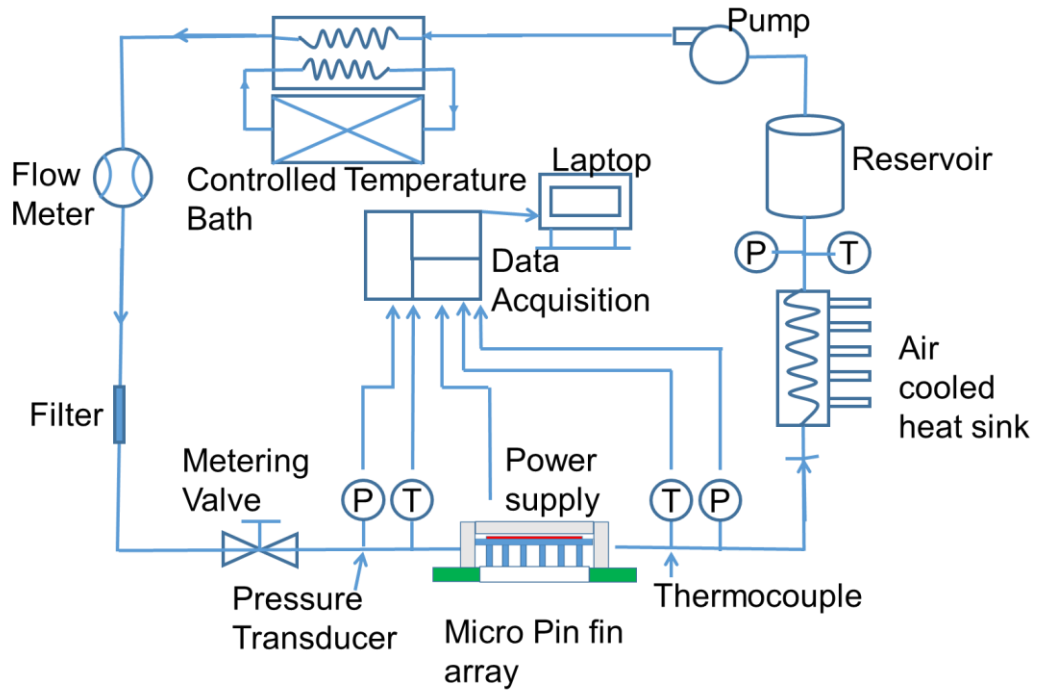 Pump
Flow
Meter
Controlled Temperature
Bath
Laptop
Reservoir
P
T
Data
Acquisition
Air
cooled
heat sink
Filter
Metering
Valve
P
T
Power
supply
T
P
Pressure
Transducer
Thermocouple
Micro Pin fin
array